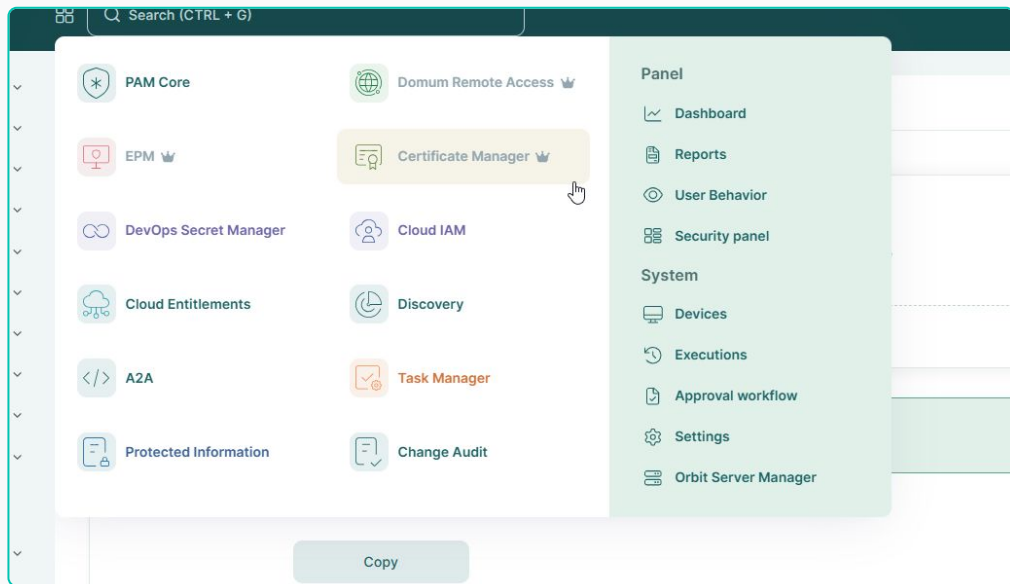 Search (CTRL + G)
PAM Core
Domum Remote Access
EPM
Certificate Manager
DevOps Secret Manager
Cloud IAM
Cloud Entitlements
Discovery
A2A
Task Manager
Protected Information
Change Audit
Panel
Dashboard
Reports
User Behavior
Security panel
System
Devices
Executions
Approval workflow
Settings
Orbit Server Manager
Copy